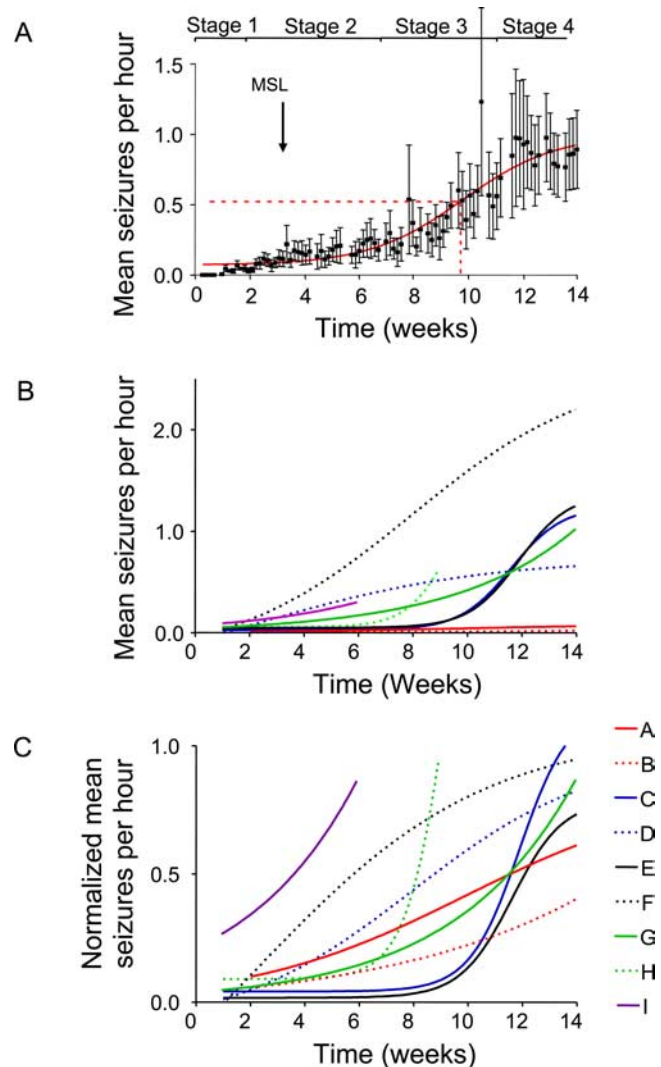 A
Stage 1 Stage 2 Stage 3 Stage 4
MSL
Mean seizures per hour
1.5
1.0
0.5
0.0
0 2 4 6 8 10 12 14
Time (weeks)
B
Mean seizures per hour
2.0
1.0
0.0
0 2 4 6 8 10 12 14
Time (Weeks)
C
Normalized mean
seizures per hour
1.0
0.5
0.0
0 2 4 6 8 10 12 14
Time (weeks)
A
B
C
D
E
F
G
H
I